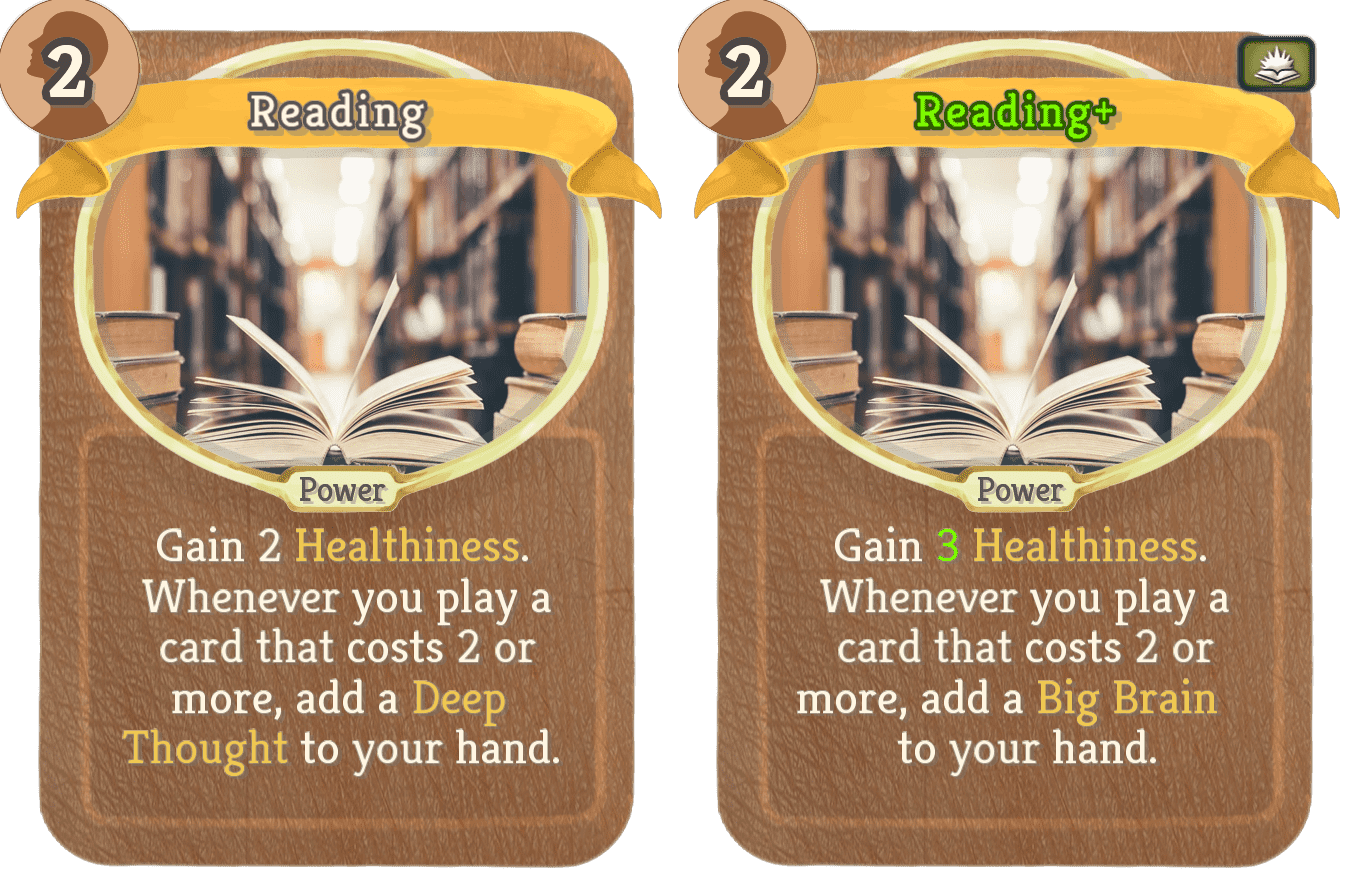 2
Reading
Power
Gain 2 Healthiness.
Whenever you play a
card that costs 2 or
more, add a Deep
Thought to your hand.
2
Reading+
Power
Gain 3 Healthiness.
Whenever you play a
card that costs 2 or
more, add a Big Brain
to your hand.